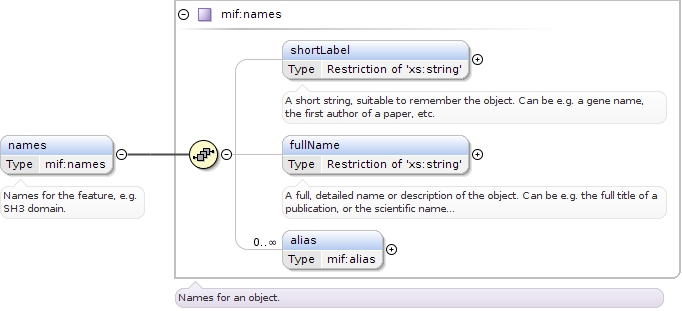 mif:names
shortLabel
Type Restriction of 'xs:string'
A short string, suitable to remember the object. Can be e.g. a gene name,
the first author of a paper, etc.
names
Type mif:names
Names for the feature, e.g.
SH3 domain.
fullName
Type Restriction of 'xs:string'
A full, detailed name or description of the object. Can be e.g. the full title of a
publication, or the scientific name...
0..∞
alias
Type mif:alias
Names for an object.